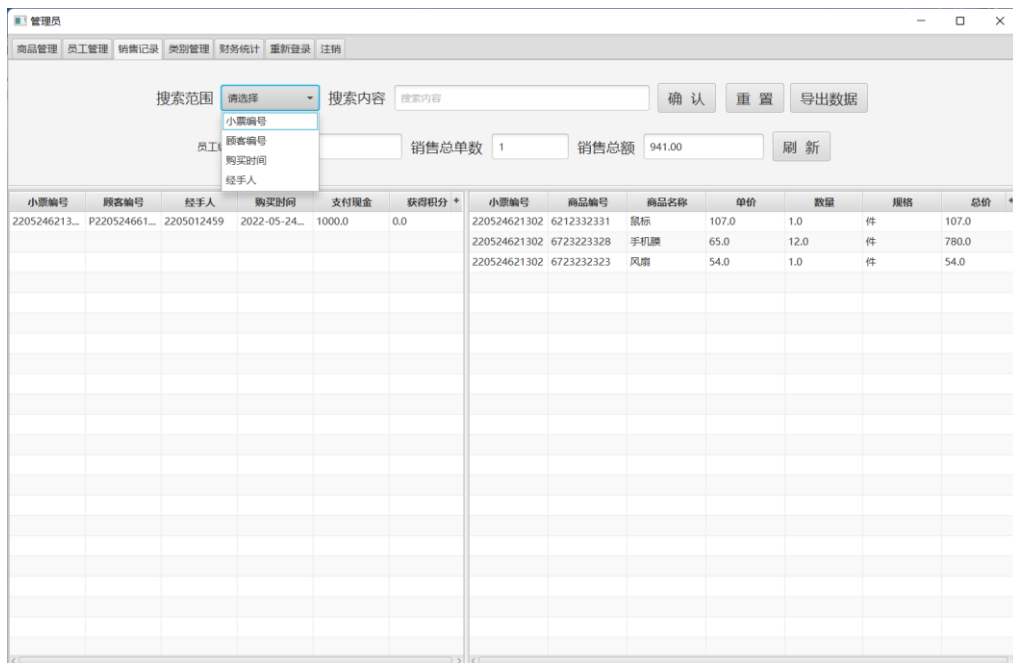 管理员
商品管理 员工管理 销售记录 类别管理 财务统计 重新登录 注销
搜索范围 请选择 搜索内容 搜索内容 确 认 重 置 导出数据
小票编号
顾客编号
购买时间
经手人
员工 销售总单数 1 销售总额 941.00 刷 新
小票编号 顾客编号 经手人 购买时间 支付现金 获得积分 +
2205246213... P220524661... 2205012459 2022-05-24... 1000.0 0.0
小票编号 商品编号 商品名称 单价 数量 规格 总价 +
220524621302 6212332331 鼠标 107.0 1.0 件 107.0
220524621302 6723223328 手机膜 65.0 12.0 件 780.0
220524621302 6723232323 风扇 54.0 1.0 件 54.0